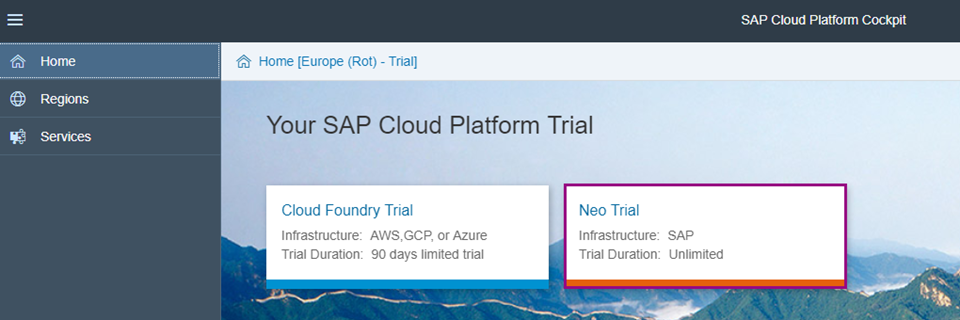 SAP Cloud Platform Cockpit
Home
Regions
Services
Home [Europe (Rot) - Trial]
Your SAP Cloud Platform Trial
Cloud Foundry Trial
Infrastructure: AWS,GCP, or Azure
Trial Duration: 90 days limited trial
Neo Trial
Infrastructure: SAP
Trial Duration: Unlimited